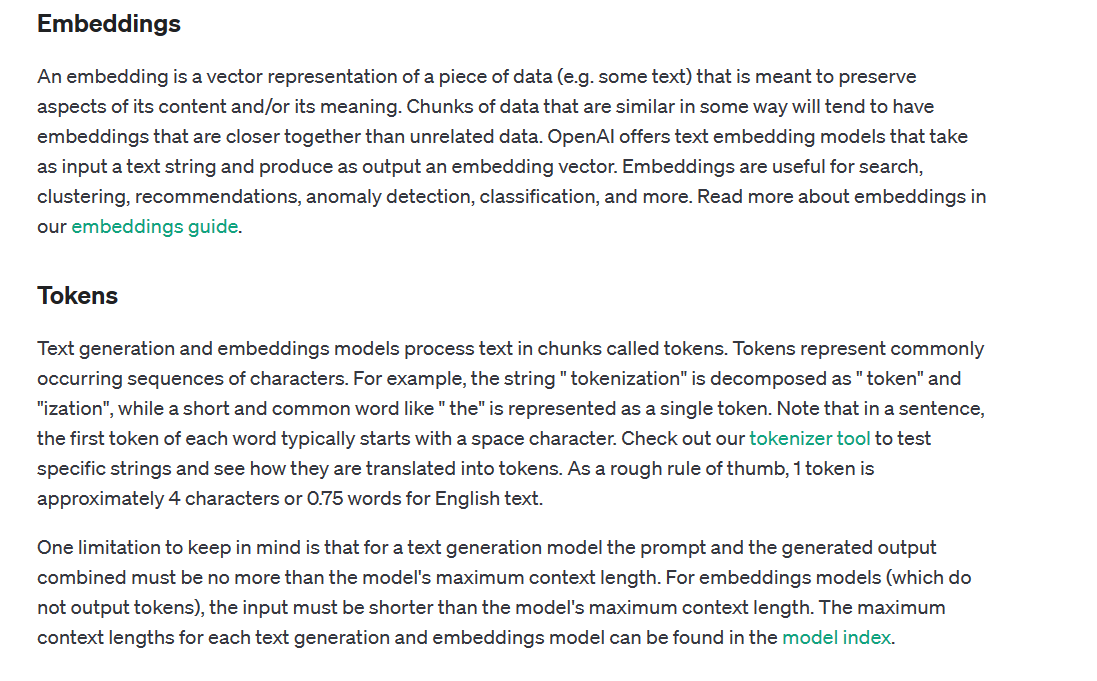 Embeddings
An embedding is a vector representation of a piece of data (e.g. some text) that is meant to preserve
aspects of its content and/or its meaning. Chunks of data that are similar in some way will tend to have
embeddings that are closer together than unrelated data. OpenAI offers text embedding models that take
as input a text string and produce as output an embedding vector. Embeddings are useful for search,
clustering, recommendations, anomaly detection, classification, and more. Read more about embeddings in
our embeddings guide.
Tokens
Text generation and embeddings models process text in chunks called tokens. Tokens represent commonly
occurring sequences of characters. For example, the string " tokenization" is decomposed as " token" and
"ization", while a short and common word like " the" is represented as a single token. Note that in a sentence,
the first token of each word typically starts with a space character. Check out our tokenizer tool to test
specific strings and see how they are translated into tokens. As a rough rule of thumb, 1 token is
approximately 4 characters or 0.75 words for English text.
One limitation to keep in mind is that for a text generation model the prompt and the generated output
combined must be no more than the model's maximum context length. For embeddings models (which do
not output tokens), the input must be shorter than the model's maximum context length. The maximum
context lengths for each text generation and embeddings model can be found in the model index.